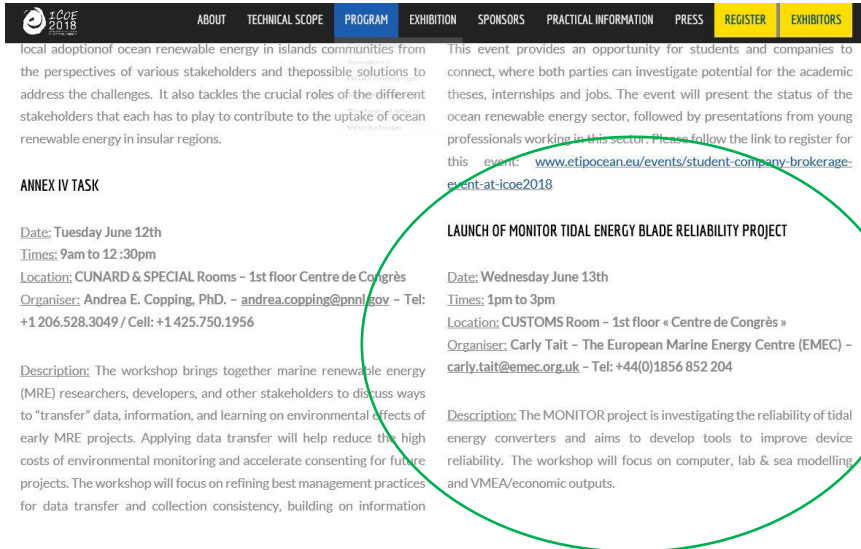 ICOE
2018
ABOUT TECHNICAL SCOPE PROGRAM EXHIBITION SPONSORS PRACTICAL INFORMATION PRESS REGISTER EXHIBITORS
local adoptionof ocean renewable energy in islands communities from
the perspectives of various stakeholders and thepossible solutions to
address the challenges. It also tackles the crucial roles of the different
stakeholders that each has to play to contribute to the uptake of ocean
renewable energy in insular regions.
ANNEX IV TASK
Date: Tuesday June 12th
Times: 9am to 12 :30pm
Location: CUNARD & SPECIAL Rooms – 1st floor Centre de Congrès
Organiser: Andrea E. Copping, PhD. – andrea.copping@pnnl.gov – Tel:
+1 206.528.3049 / Cell: +1 425.750.1956
Description: The workshop brings together marine renewable energy
(MRE) researchers, developers, and other stakeholders to discuss ways
to “transfer” data, information, and learning on environmental effects of
early MRE projects. Applying data transfer will help reduce the high
costs of environmental monitoring and accelerate consenting for future
projects. The workshop will focus on refining best management practices
for data transfer and collection consistency, building on information
This event provides an opportunity for students and companies to
connect, where both parties can investigate potential for the academic
theses, internships and jobs. The event will present the status of the
ocean renewable energy sector, followed by presentations from young
professionals working in this sector. Please follow the link to register for
this event: www.etipocean.eu/events/student-company-brokerage-
event-at-icoe2018
LAUNCH OF MONITOR TIDAL ENERGY BLADE RELIABILITY PROJECT
Date: Wednesday June 13th
Times: 1pm to 3pm
Location: CUSTOMS Room – 1st floor « Centre de Congrès »
Organiser: Carly Tait – The European Marine Energy Centre (EMEC) –
carly.tait@emec.org.uk – Tel: +44(0)1856 852 204
Description: The MONITOR project is investigating the reliability of tidal
energy converters and aims to develop tools to improve device
reliability. The workshop will focus on computer, lab & sea modelling
and VMEA/economic outputs.